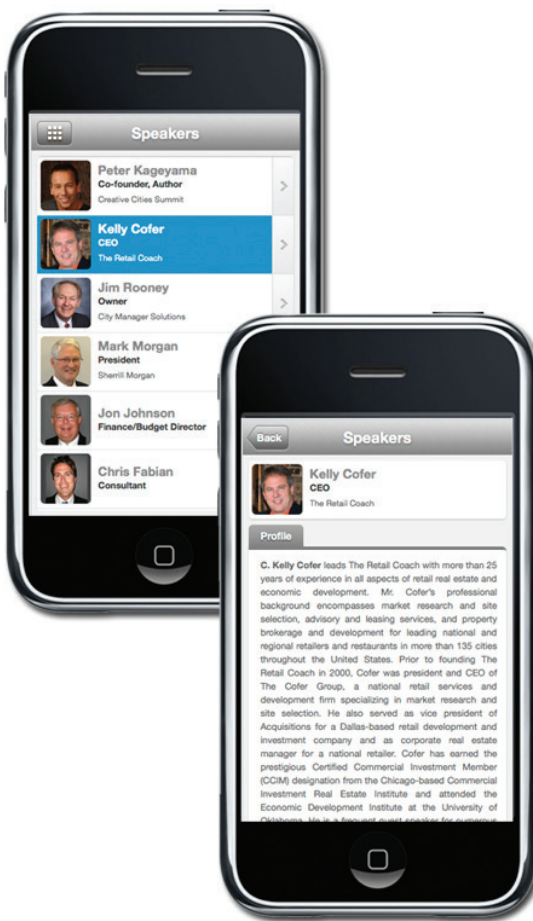 Speakers
Peter Kageyama
Co-founder, Author
Creative Cities Summit
Kelly Cofer
CEO
The Retail Coach
Jim Rooney
Owner
City Manager Solutions
Mark Morgan
President
Sherrill Morgan
Jon Johnson
Finance/Budget Director
Chris Fabian
Consultant
Back
Speakers
Kelly Cofer
CEO
The Retail Coach
Profile
C. Kelly Cofer leads The Retail Coach with more than 25
years of experience in all aspects of retail real estate and
economic development. Mr. Cofer's professional
background encompasses market research and site
selection, advisory and leasing services, and property
brokerage and development for leading national and
regional retailers and restaurants in more than 135 cities
throughout the United States. Prior to founding The
Retail Coach in 2000, Cofer was president and CEO of
The Cofer Group, a national retail services and
development firm specializing in market research and
site selection. He also served as vice president of
Acquisitions for a Dallas-based retail development and
investment company and as corporate real estate
manager for a national retailer. Cofer has earned the
prestigious Certified Commercial Investment Member
(CCIM) designation from the Chicago-based Commercial
Investment Real Estate Institute and attended the
Economic Development Institute at the University of
Oklahoma. He is a frequent guest speaker for numerous